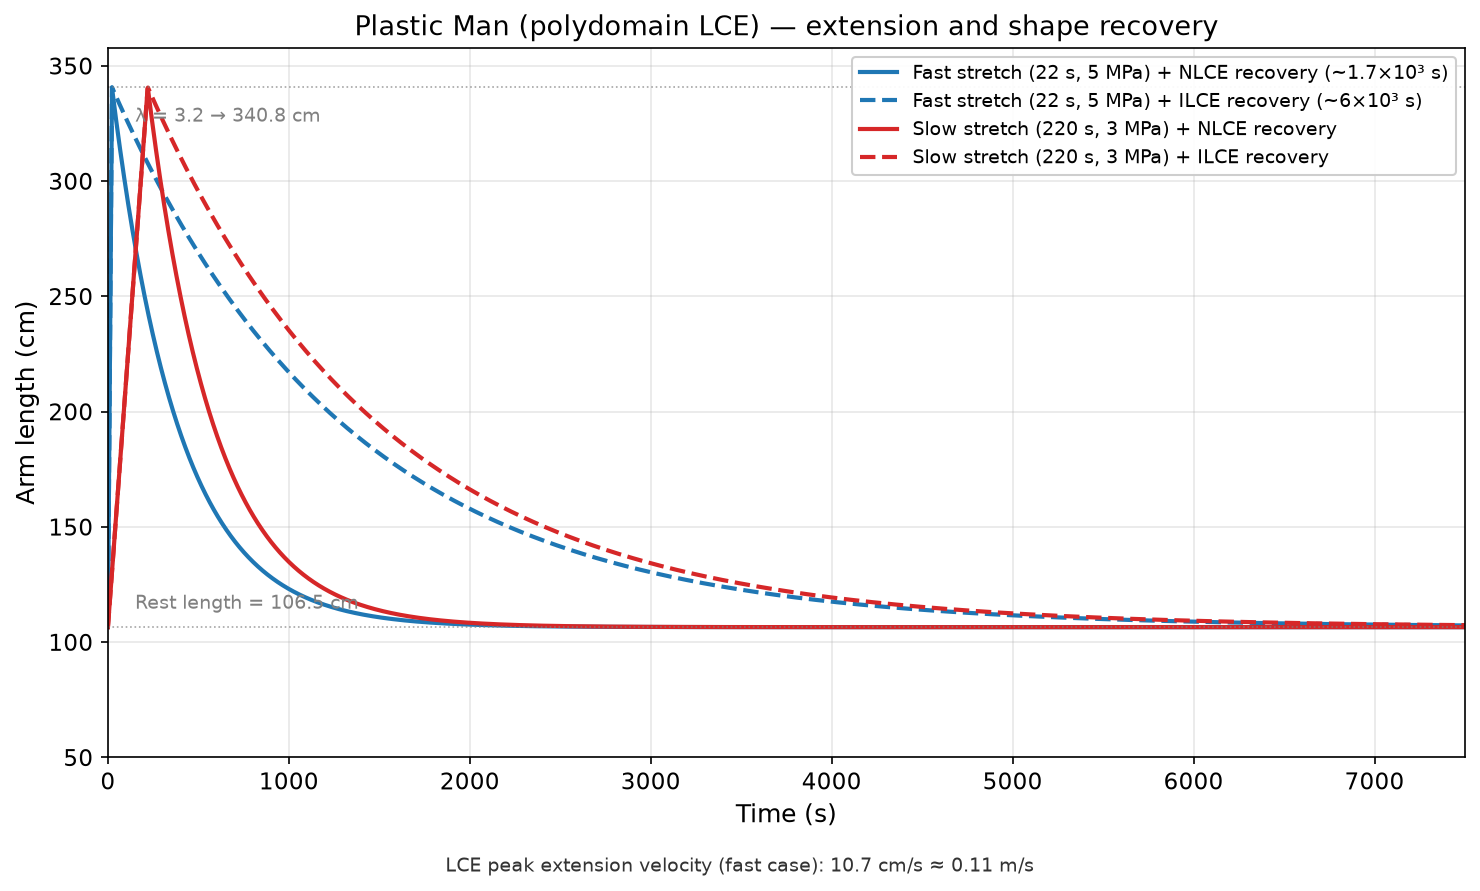 Plastic Man (polydomain LCE) — extension and shape recovery
Fast stretch (22 s, 5 MPa) + NLCE recovery (~1.7×10³ s)
Fast stretch (22 s, 5 MPa) + ILCE recovery (~6×10³ s)
Slow stretch (220 s, 3 MPa) + NLCE recovery
Slow stretch (220 s, 3 MPa) + ILCE recovery
λ = 3.2 → 340.8 cm
Rest length = 106.5 cm
Arm length (cm)
350
300
250
200
150
100
50
0 1000 2000 3000 4000 5000 6000 7000
Time (s)
LCE peak extension velocity (fast case): 10.7 cm/s ≈ 0.11 m/s